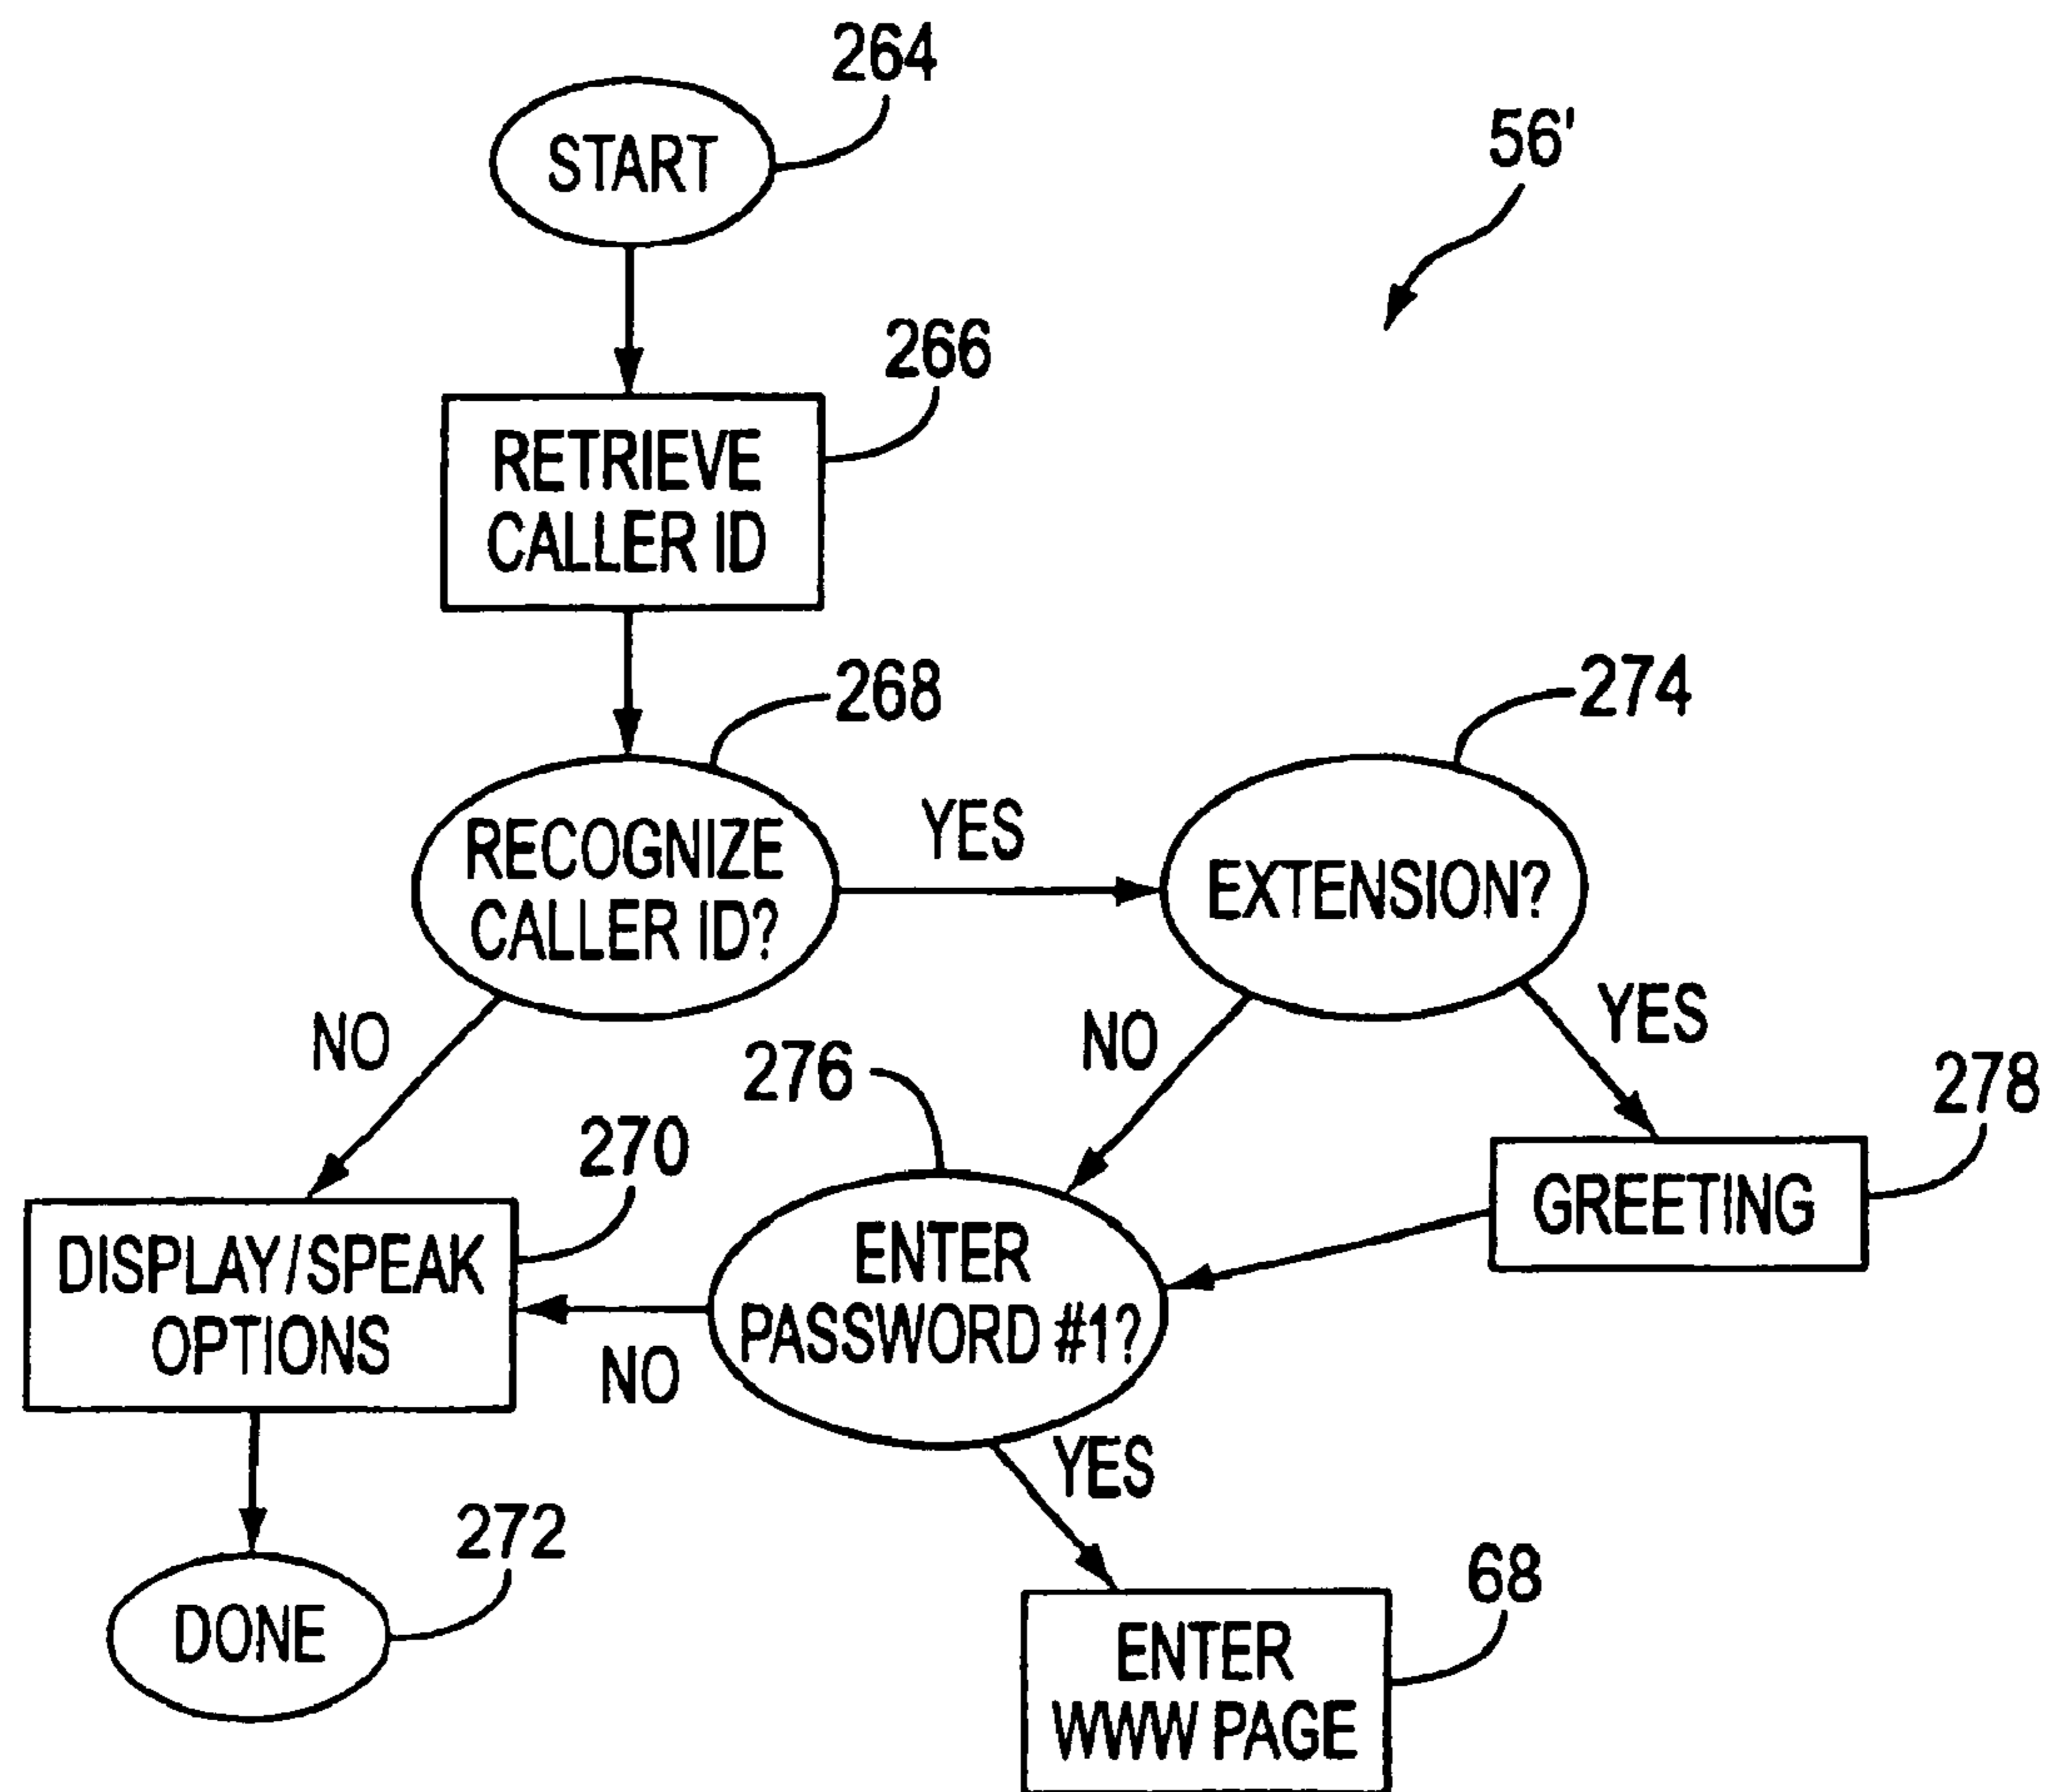 264
START
56'
266
RETRIEVE
CALLER ID
268
274
RECOGNIZE
CALLER ID?
YES
EXTENSION?
NO
NO
YES
276
278
270
GREETING
DISPLAY/SPEAK
OPTIONS
ENTER
PASSWORD #1?
NO
YES
272
DONE
68
ENTER
WWW PAGE